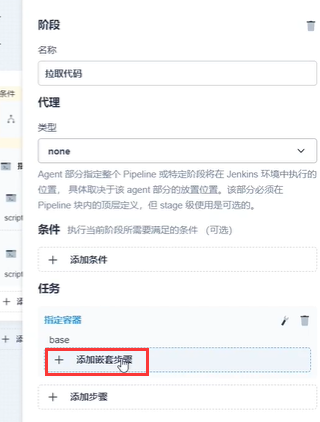 阶段
名称
拉取代码
代理
类型
none
Agent 部分指定整个 Pipeline 或特定阶段将在 Jenkins 环境中执行的
位置，具体取决于该 agent 部分的放置位置。该部分必须在
Pipeline 块内的顶层定义，但 stage 级使用是可选的。
条件 执行当前阶段所需要满足的条件 （可选）
+ 添加条件
任务
指定容器
base
+ 添加嵌套步骤
+ 添加步骤
条件
script
script
+
+